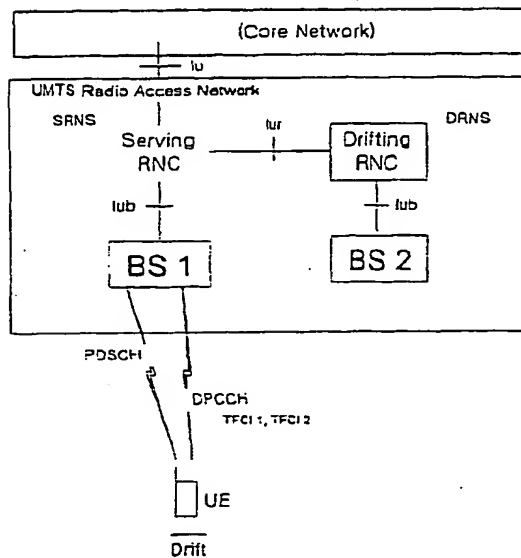 (Core Network)
Iu
UMTS Radio Access Network
SRNS
DRNS
Serving
RNC
Iur
Drifting
RNC
Iub
Iub
BS 1
BS 2
PDSCH
DPCCH
TFCI 1, TFCI 2
UE
Drift